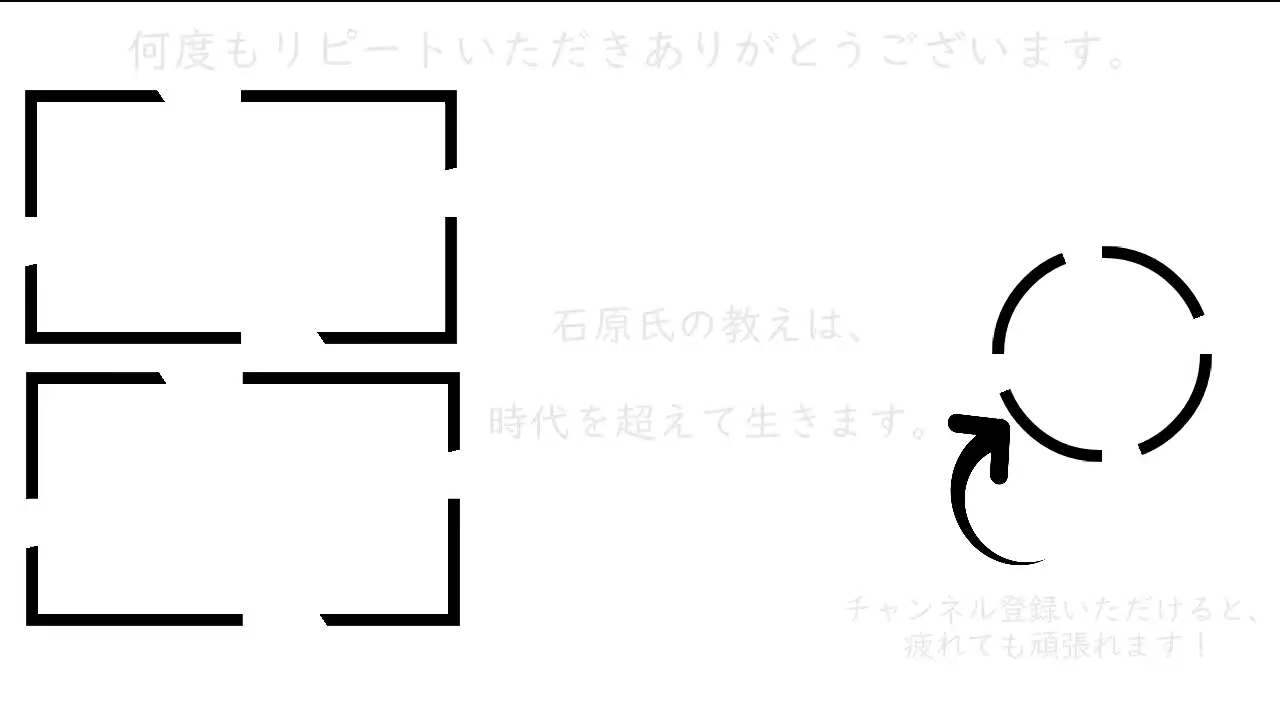 何度もリピートいただきありがとうございます。
石原氏の教えは、
時代を超えて生きます。
チャンネル登録いただけると、
疲れても頑張れます！